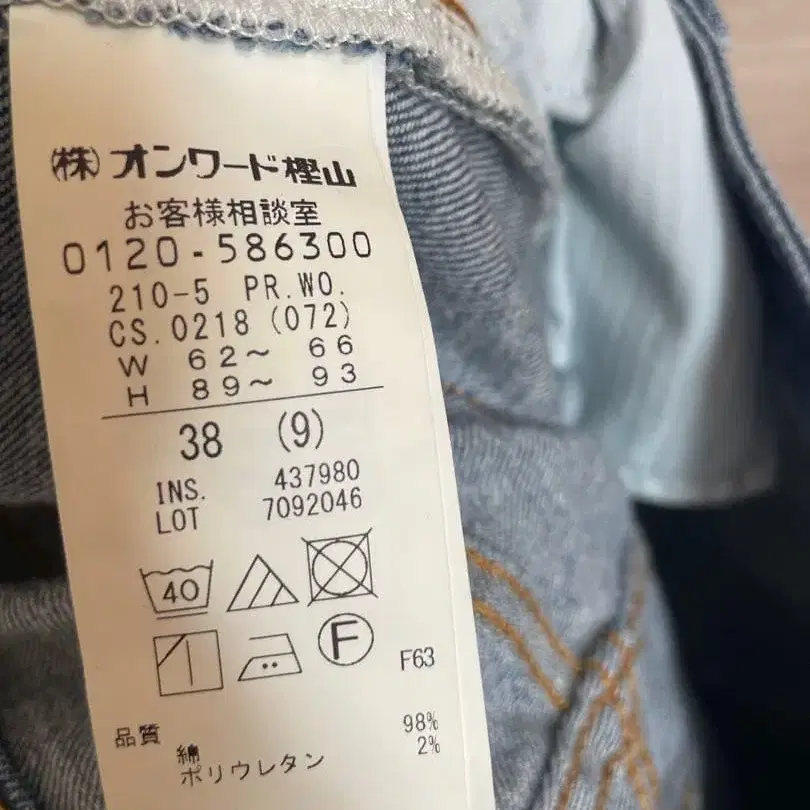 ㈱オンワード樫山
お客様相談室
0120-586300
210-5 PR.WO.
CS.0218 (072)
W 62～ 66
H 89～ 93
38 (9)
INS. 437980
LOT 7092046
40
F
F63
品質
綿 98%
ポリウレタン 2%